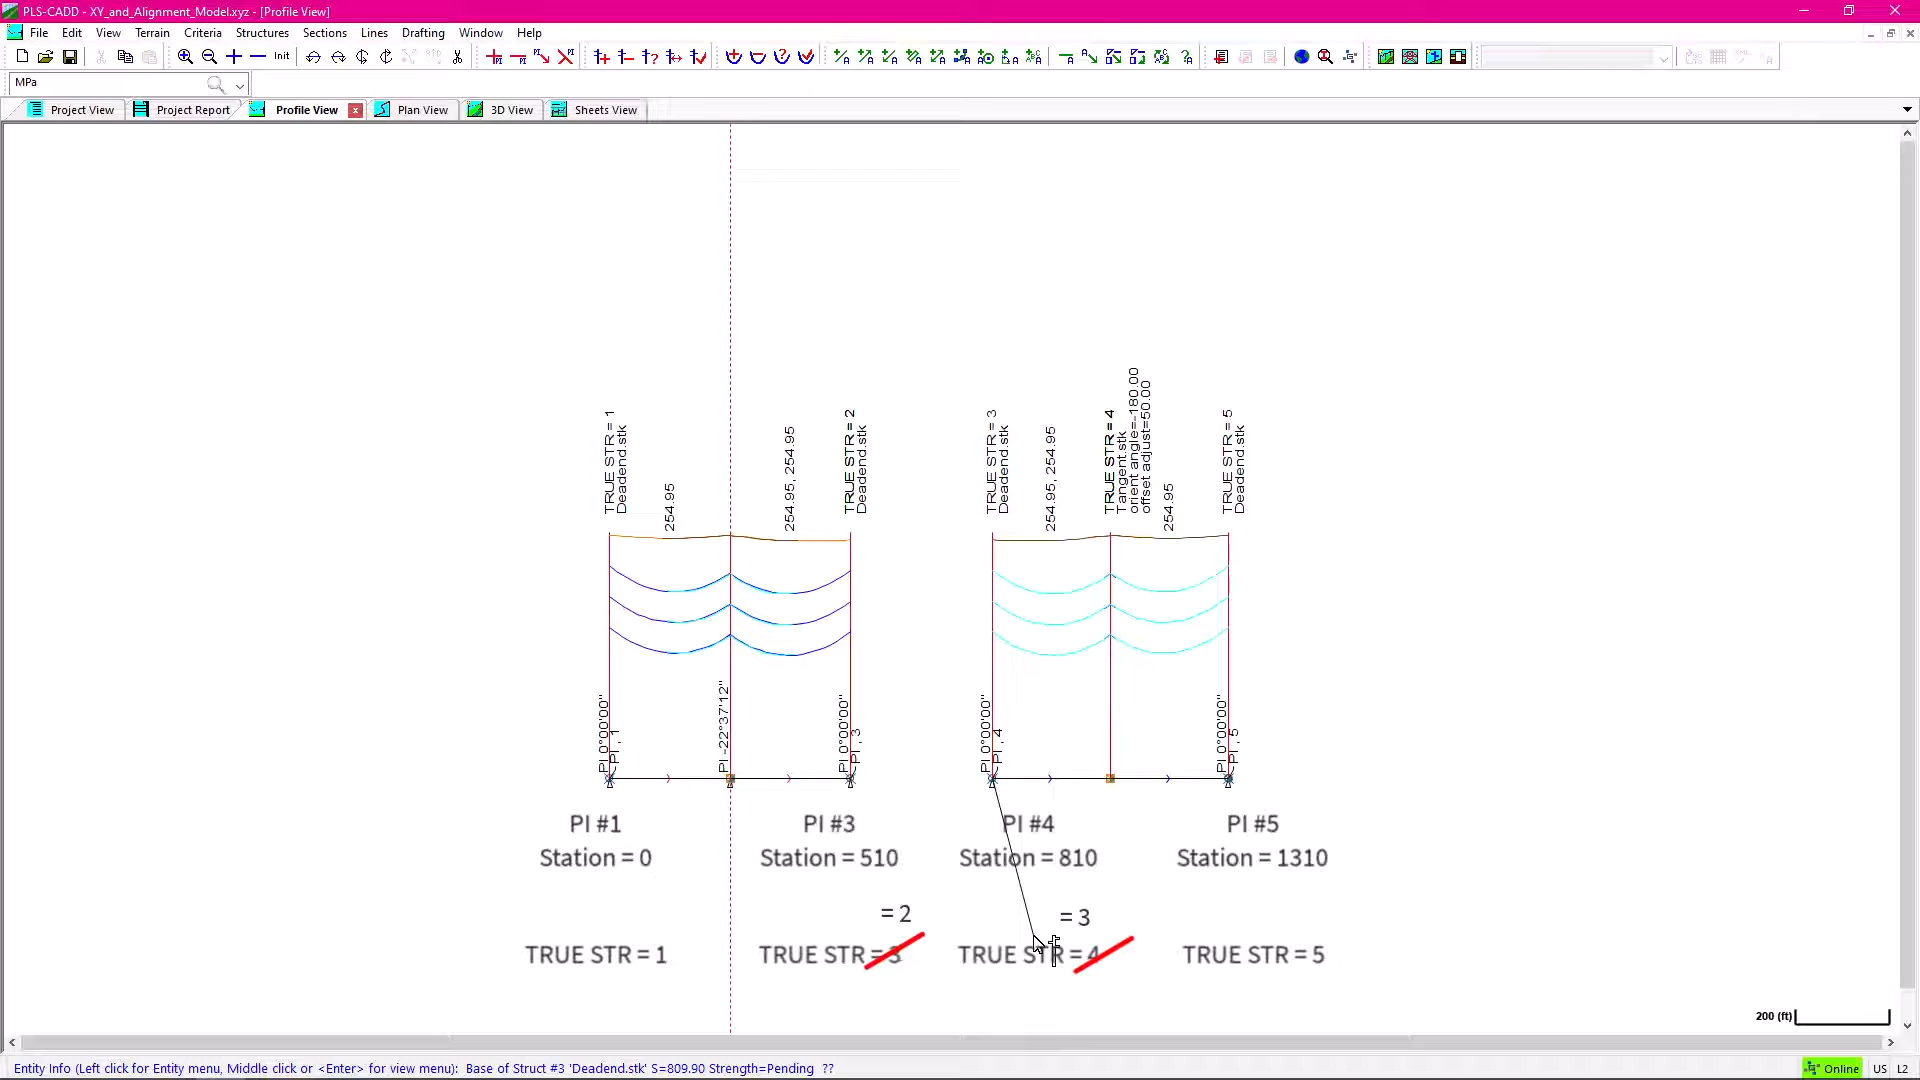 PLS-CADD - XY_and_Alignment_Model.xyz - [Profile View]
File Edit View Terrain Criteria Structures Sections Lines Drafting Window Help
Init
MPa
Project View Project Report Profile View Plan View 3D View Sheets View
TRUE STR = 1
Deadend.stk
254.95
254.95, 254.95
TRUE STR = 2
Deadend.stk
TRUE STR = 3
Deadend.stk
254.95, 254.95
TRUE STR = 4
Tangent.stk
orient angle=-180.00
offset adjust=50.00
254.95
TRUE STR = 5
Deadend.stk
PI 0°00'00"
PI , 1
PI -22°37'12"
PI 0°00'00"
PI , 3
PI 0°00'00"
PI , 4
PI 0°00'00"
PI , 5
PI #1 PI #3 PI #4 PI #5
Station = 0 Station = 510 Station = 810 Station = 1310
= 2 = 3
TRUE STR = 1 TRUE STR = 3 TRUE STR = 4 TRUE STR = 5
200 (ft)
Entity Info (Left click for Entity menu, Middle click or <Enter> for view menu): Base of Struct #3 'Deadend.stk' S=809.90 Strength=Pending ??
Online US L2